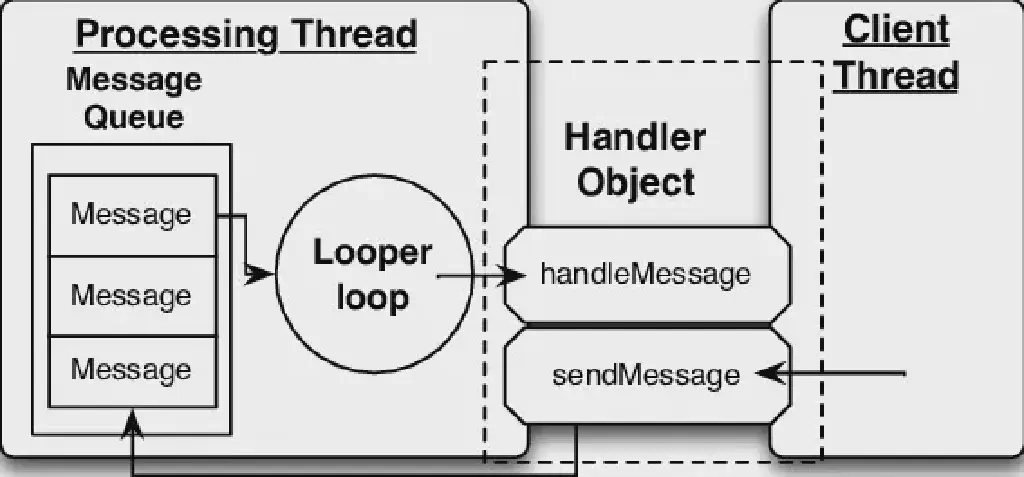 Processing Thread
Message
Queue
Message
Message
Message
Looper
loop
Handler
Object
handleMessage
sendMessage
Client
Thread